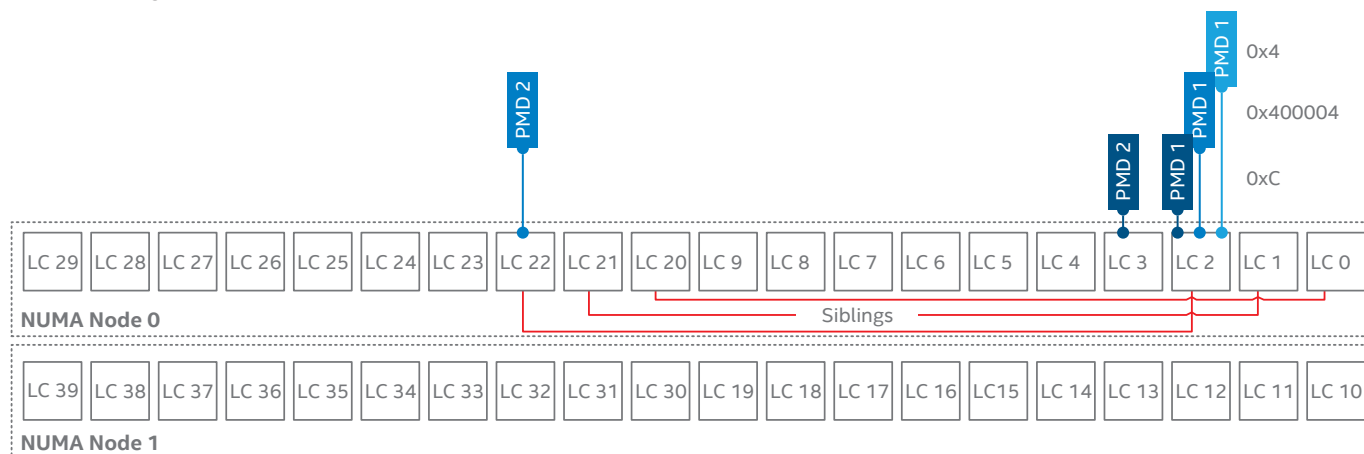 PMD 1
0x4
PMD 2
PMD 1
0x400004
PMD 2
PMD 1
0xC
LC 29 LC 28 LC 27 LC 26 LC 25 LC 24 LC 23 LC 22 LC 21 LC 20 LC 9 LC 8 LC 7 LC 6 LC 5 LC 4 LC 3 LC 2 LC 1 LC 0
Siblings
NUMA Node 0
LC 39 LC 38 LC 37 LC 36 LC 35 LC 34 LC 33 LC 32 LC 31 LC 30 LC 19 LC 18 LC 17 LC 16 LC15 LC 14 LC 13 LC 12 LC 11 LC 10
NUMA Node 1